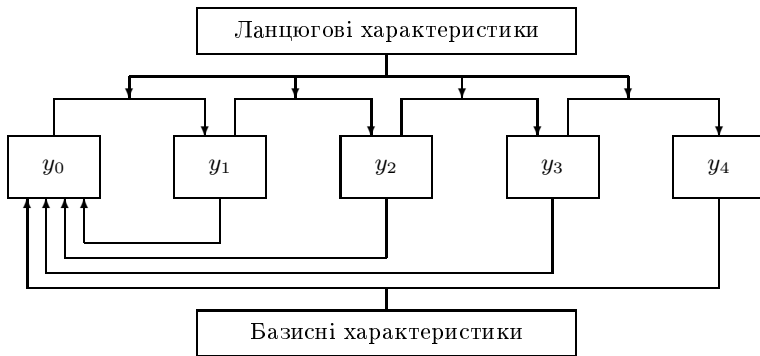 Ланцюгові характеристики
y₀ y₁ y₂ y₃ y₄
Базисні характеристики